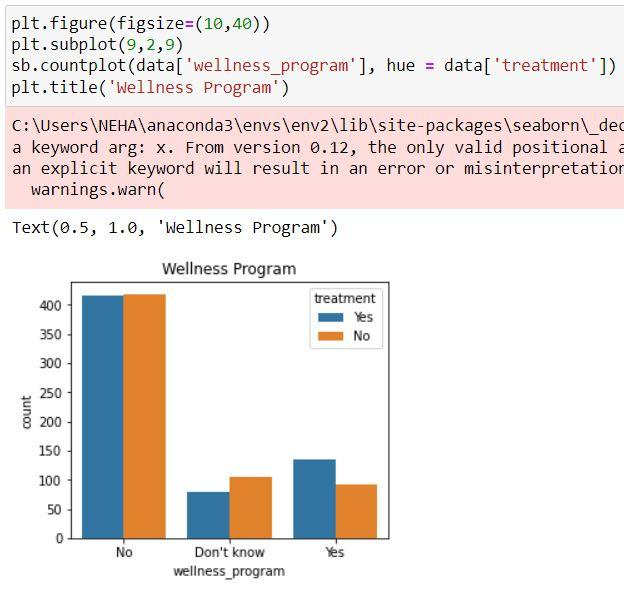 plt.figure(figsize=(10,40))
plt.subplot(9,2,9)
sb.countplot(data['wellness_program'], hue = data['treatment'])
plt.title('Wellness Program')
C:\Users\NEHA\anaconda3\envs\env2\lib\site-packages\seaborn\_dec
a keyword arg: x. From version 0.12, the only valid positional a
an explicit keyword will result in an error or misinterpretation
warnings.warn(
Text(0.5, 1.0, 'Wellness Program')
Wellness Program
treatment
Yes
No
400
350
300
250
200
150
100
50
0
count
No Don't know Yes
wellness_program